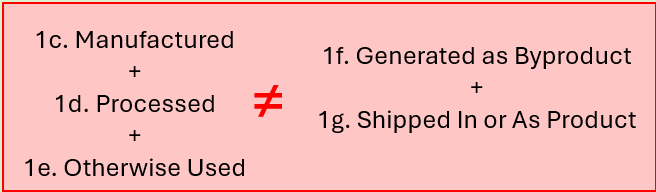 1c. Manufactured
+
1d. Processed
+
1e. Otherwise Used
≠
1f. Generated as Byproduct
+
1g. Shipped In or As Product